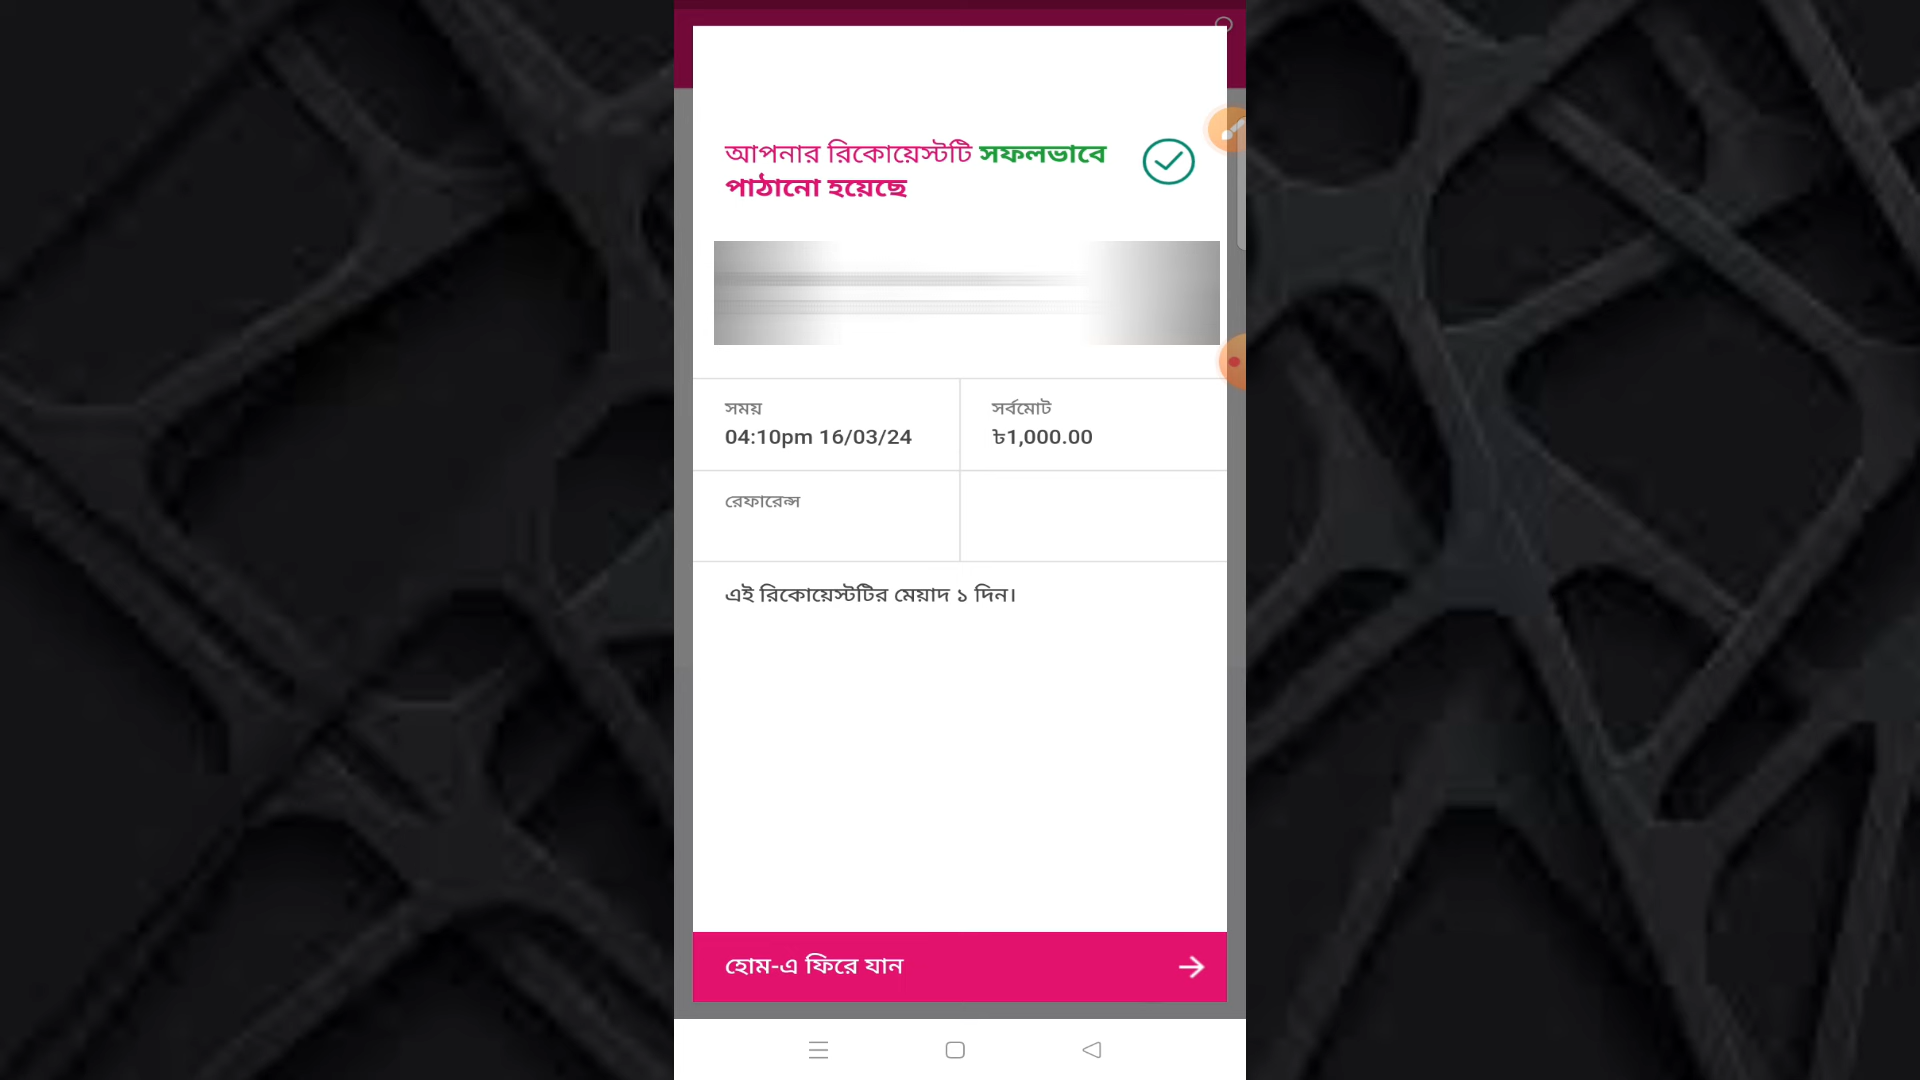 আপনার রিকোয়েস্টটি সফলভাবে
পাঠানো হয়েছে
সময়
04:10pm 16/03/24
সর্বমোট
৳1,000.00
রেফারেন্স
এই রিকোয়েস্টটির মেয়াদ ১ দিন।
হোম-এ ফিরে যান